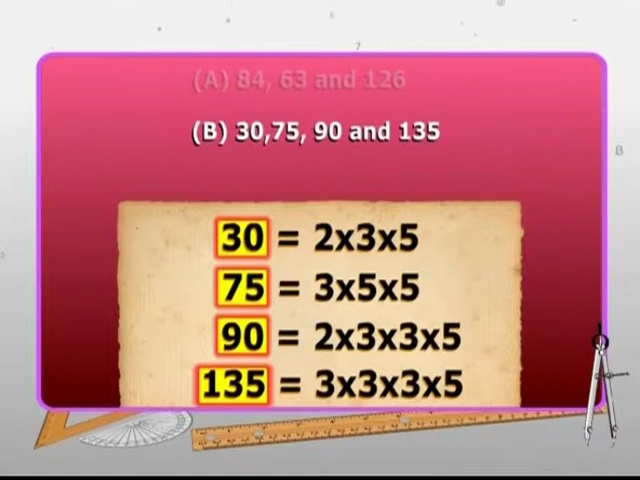 (A) 84, 63 and 126
(B) 30,75, 90 and 135
30 = 2x3x5
75 = 3x5x5
90 = 2x3x3x5
135 = 3x3x3x5